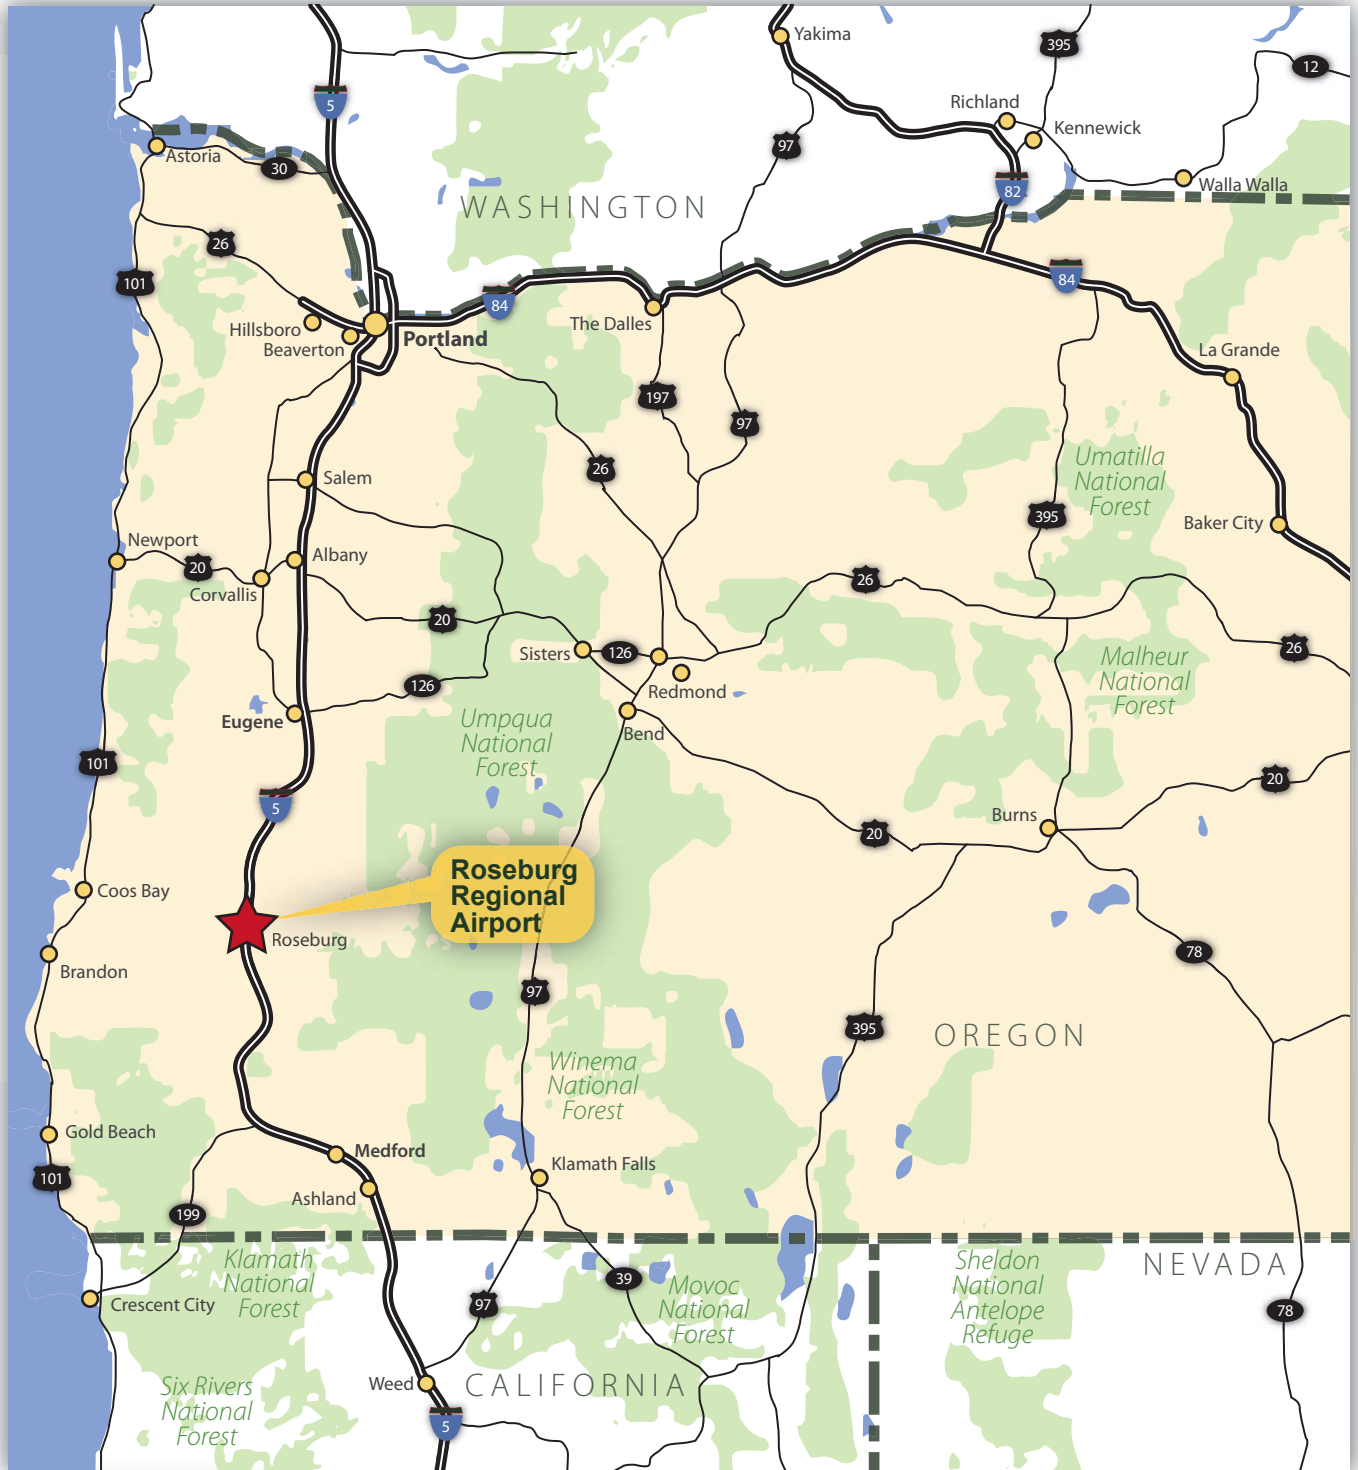 Yakima
395
12
5
Richland
Kennewick
97
Astoria
30
82
Walla Walla
WASHINGTON
26
101
84
84
Hillsboro
Beaverton
Portland
The Dalles
La Grande
197
97
26
Umatilla
National
Forest
Salem
395
Baker City
Newport
20
Albany
Corvallis
26
20
Sisters
126
26
126
Redmond
Malheur
National
Forest
Eugene
Umpqua
National
Forest
Bend
101
20
5
Burns
20
Roseburg
Regional
Airport
Coos Bay
Roseburg
Brandon
78
97
395
OREGON
Winema
National
Forest
Gold Beach
Medford
Klamath Falls
101
Ashland
199
Klamath
National
Forest
Sheldon
National
Antelope
Refuge
NEVADA
39
Movoc
National
Forest
Crescent City
97
78
Weed
CALIFORNIA
Six Rivers
National
Forest
5